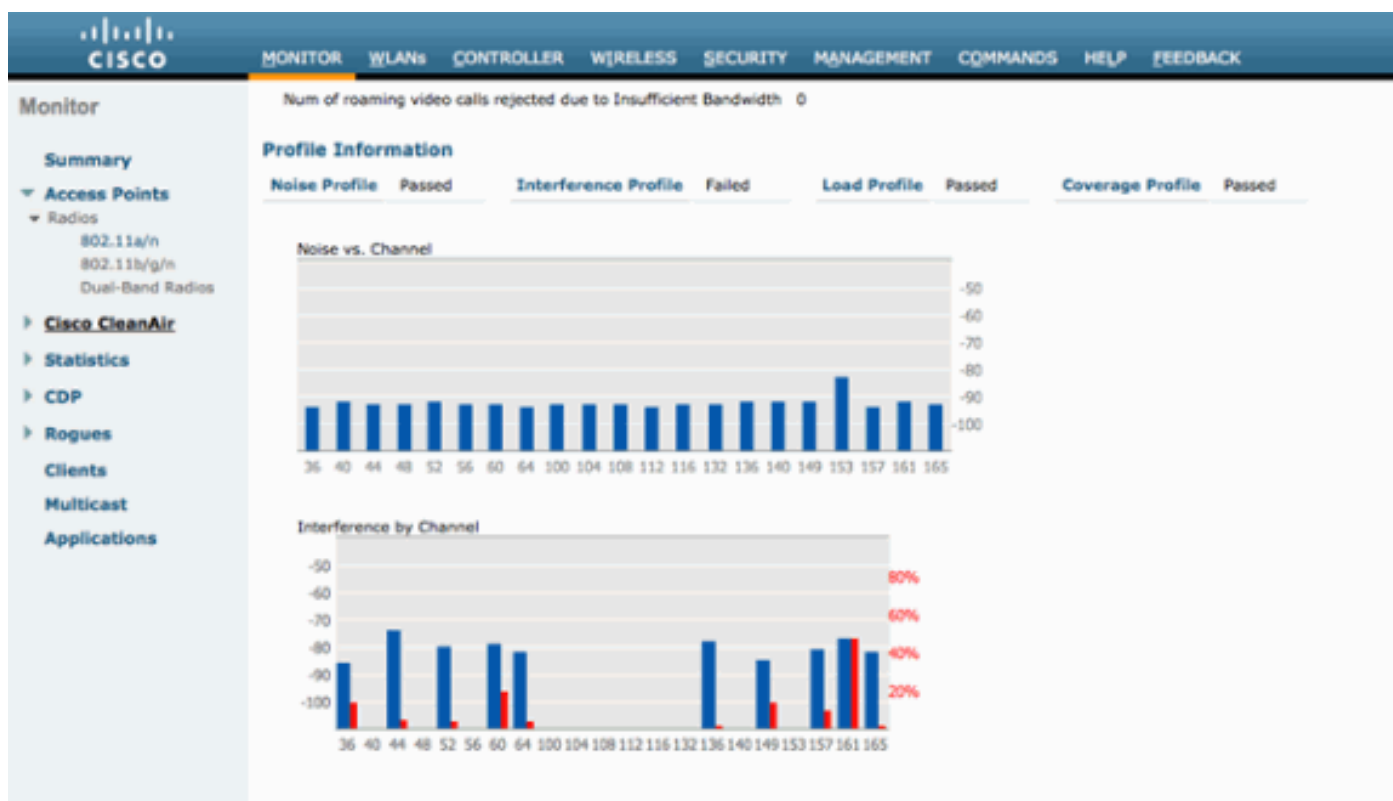 CISCO
MONITOR WLANs CONTROLLER WIRELESS SECURITY MANAGEMENT COMMANDS HELP FEEDBACK
Monitor
Summary
Access Points
Radios
802.11a/n
802.11b/g/n
Dual-Band Radios
Cisco CleanAir
Statistics
CDP
Rogues
Clients
Multicast
Applications
Num of roaming video calls rejected due to Insufficient Bandwidth 0
Profile Information
Noise Profile Passed Interference Profile Failed Load Profile Passed Coverage Profile Passed
Noise vs. Channel
-50
-60
-70
-80
-90
-100
36 40 44 48 52 56 60 64 100 104 108 112 116 132 136 140 149 153 157 161 165
Interference by Channel
-50
-60
-70
-80
-90
-100
80%
60%
40%
20%
36 40 44 48 52 56 60 64 100 104 108 112 116 132 136 140 149 153 157 161 165